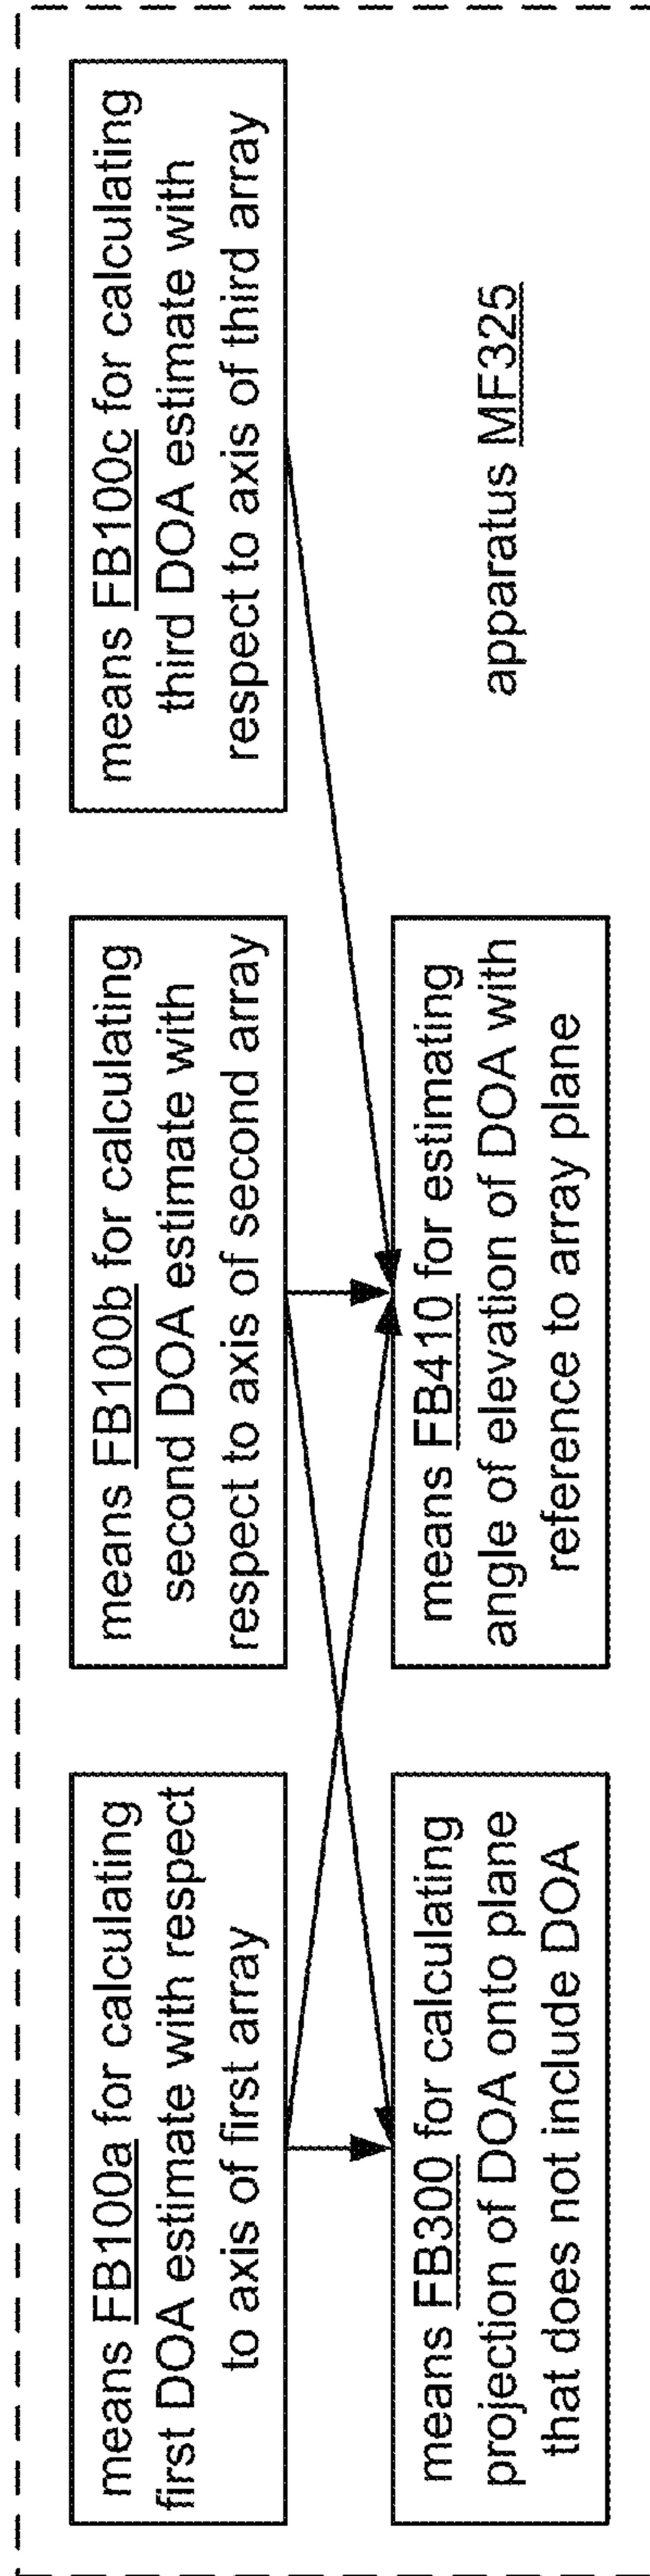 means FB100a for calculating
first DOA estimate with respect
to axis of first array
means FB100b for calculating
second DOA estimate with
respect to axis of second array
means FB100c for calculating
third DOA estimate with
respect to axis of third array
means FB300 for calculating
projection of DOA onto plane
that does not include DOA
means FB410 for estimating
angle of elevation of DOA with
reference to array plane
apparatus MF325